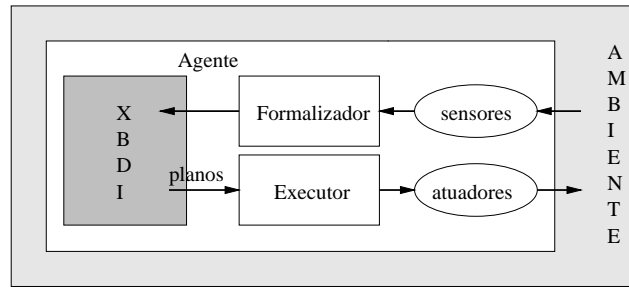 Agente
X
B
D
I
Formalizador
sensores
planos
Executor
atuadores
A
M
B
I
E
N
T
E